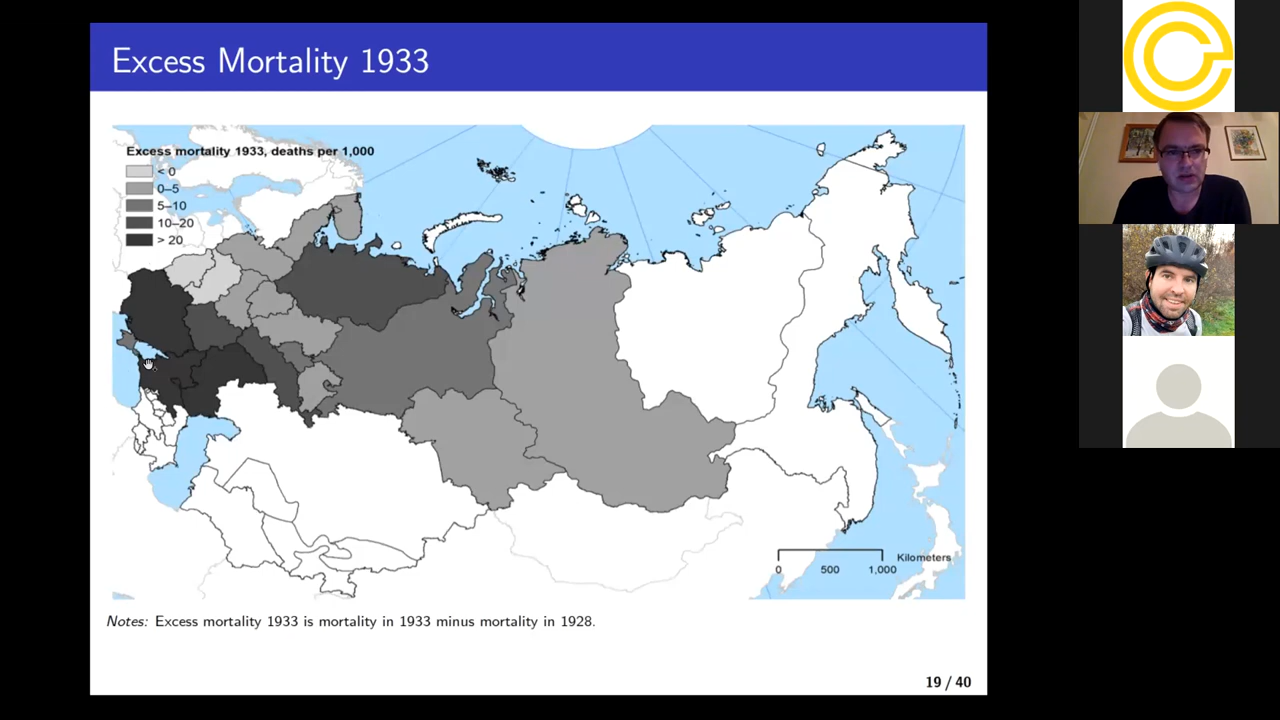 Excess Mortality 1933
Excess mortality 1933, deaths per 1,000
< 0
0–5
5–10
10–20
> 20
Kilometers
0 500 1,000
Notes: Excess mortality 1933 is mortality in 1933 minus mortality in 1928.
19 / 40